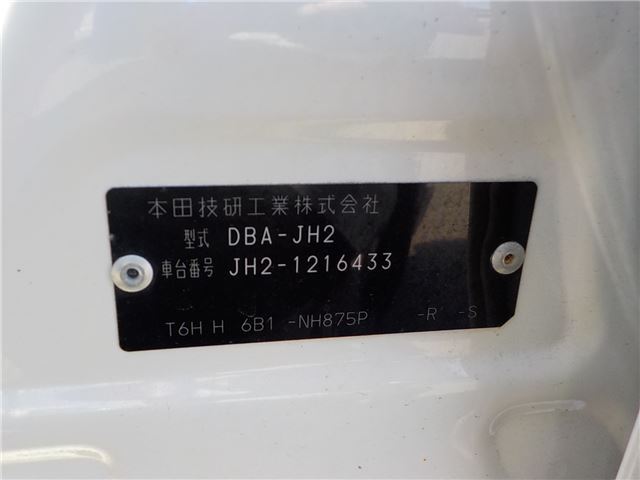 本田技研工業株式会社
型式 DBA-JH2
車台番号 JH2-1216433
T6H H 6B1 -NH875P -R -S